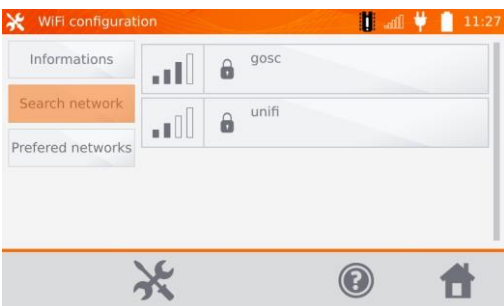 WiFi configuration
11:27
Informations
Search network
Prefered networks
gosc
unifi